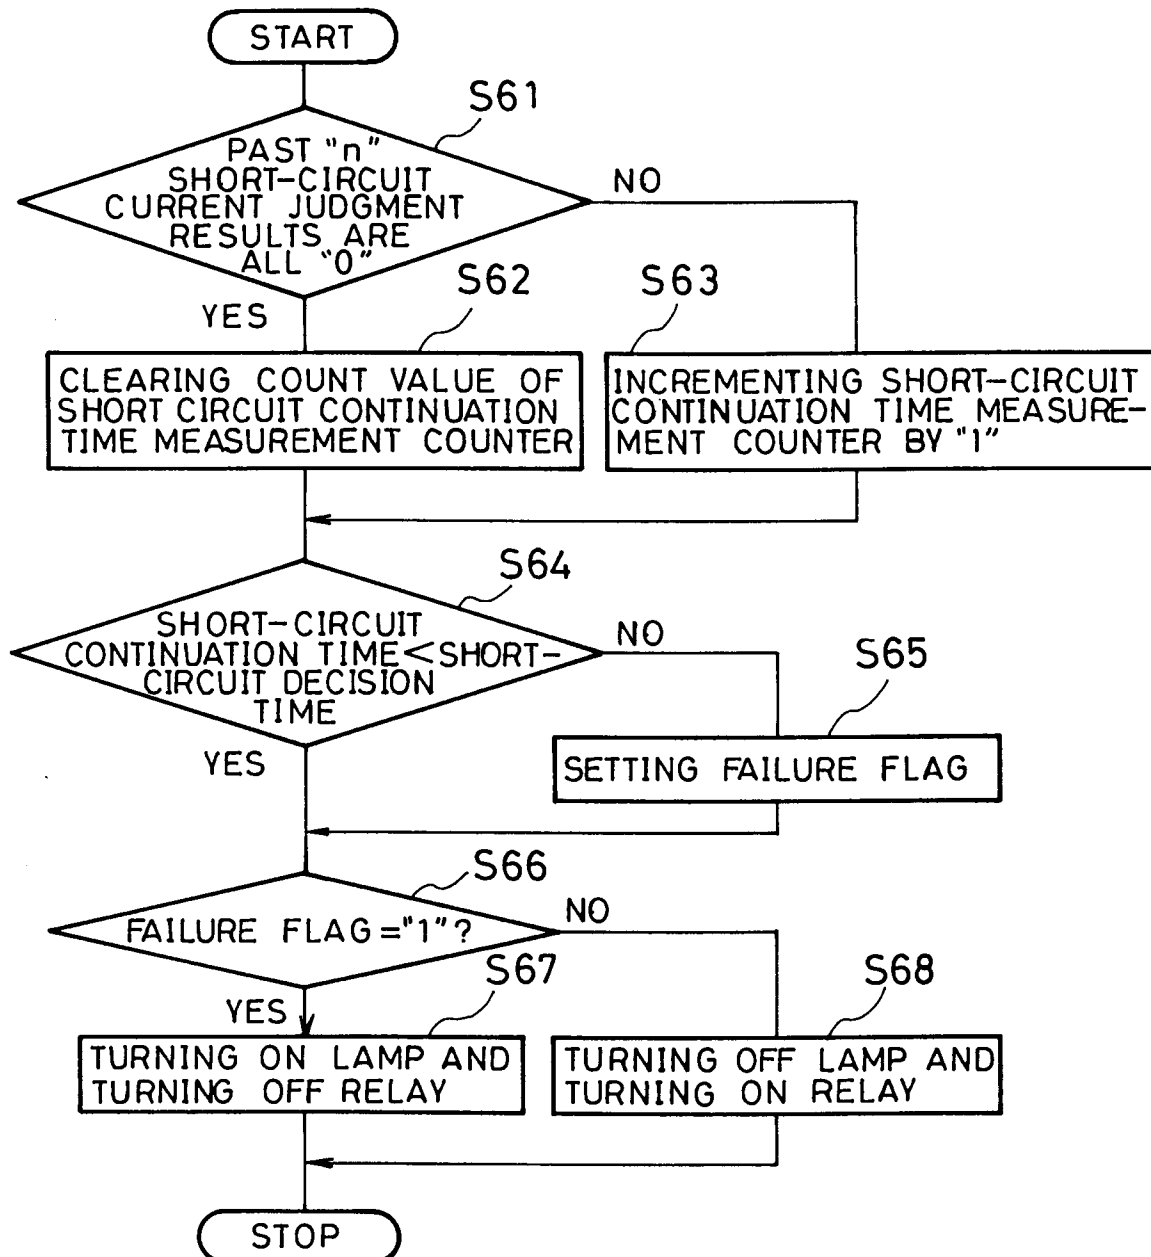 START
S61
PAST "n"
SHORT-CIRCUIT
CURRENT JUDGMENT
RESULTS ARE
ALL "0"
NO
YES
S62
S63
CLEARING COUNT VALUE OF
SHORT CIRCUIT CONTINUATION
TIME MEASUREMENT COUNTER
INCREMENTING SHORT-CIRCUIT
CONTINUATION TIME MEASURE-
MENT COUNTER BY "1"
S64
SHORT-CIRCUIT
CONTINUATION TIME<SHORT-
CIRCUIT DECISION
TIME
NO
YES
S65
SETTING FAILURE FLAG
S66
FAILURE FLAG="1"?
NO
YES
S67
S68
TURNING ON LAMP AND
TURNING OFF RELAY
TURNING OFF LAMP AND
TURNING ON RELAY
STOP